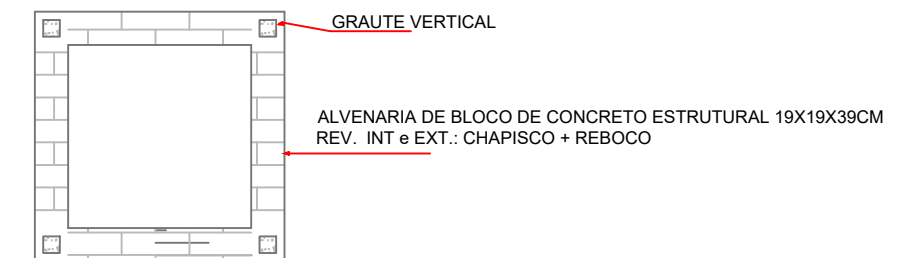 GRAUTE VERTICAL
ALVENARIA DE BLOCO DE CONCRETO ESTRUTURAL 19X19X39CM
REV. INT e EXT.: CHAPISCO + REBOCO